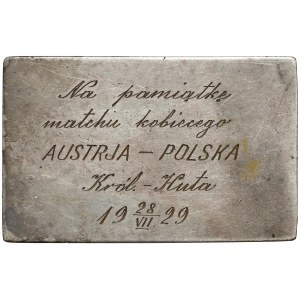 Na pamiątkę
matchu kobiecego
AUSTRJA – POLSKA
Król.-Huta
19 28/VII 29